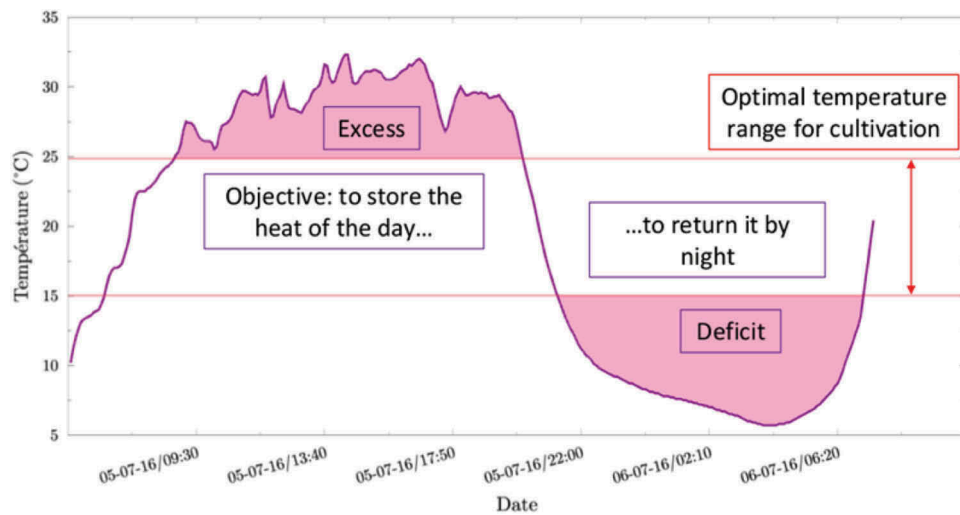 35
30
25
20
15
10
5
Température (°C)
Excess
Optimal temperature
range for cultivation
Objective: to store the
heat of the day…
…to return it by
night
Deficit
05-07-16/09:30
05-07-16/13:40
05-07-16/17:50
05-07-16/22:00
06-07-16/02:10
06-07-16/06:20
Date